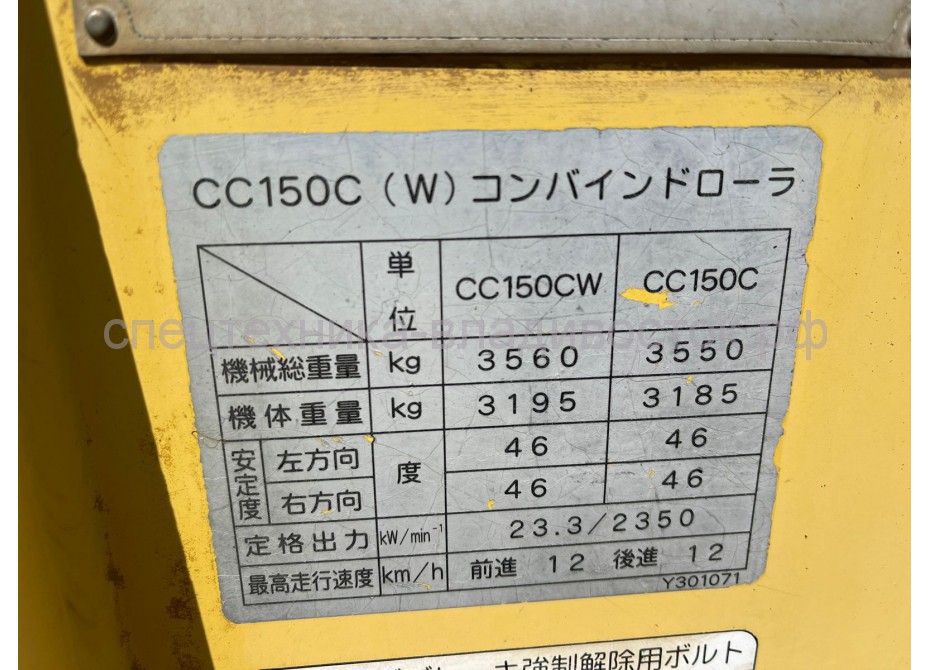 CC150C (W) コンバインドローラ
単位 CC150CW CC150C
機械総重量 kg 3560 3550
機体重量 kg 3195 3185
安定度 左方向 度 46 46
右方向 46 46
定格出力 kW/min⁻¹ 23.3/2350
最高走行速度 km/h 前進 12 後進 12
Y301071
спецтехника-владивосток.рф
強制解除用ボルト